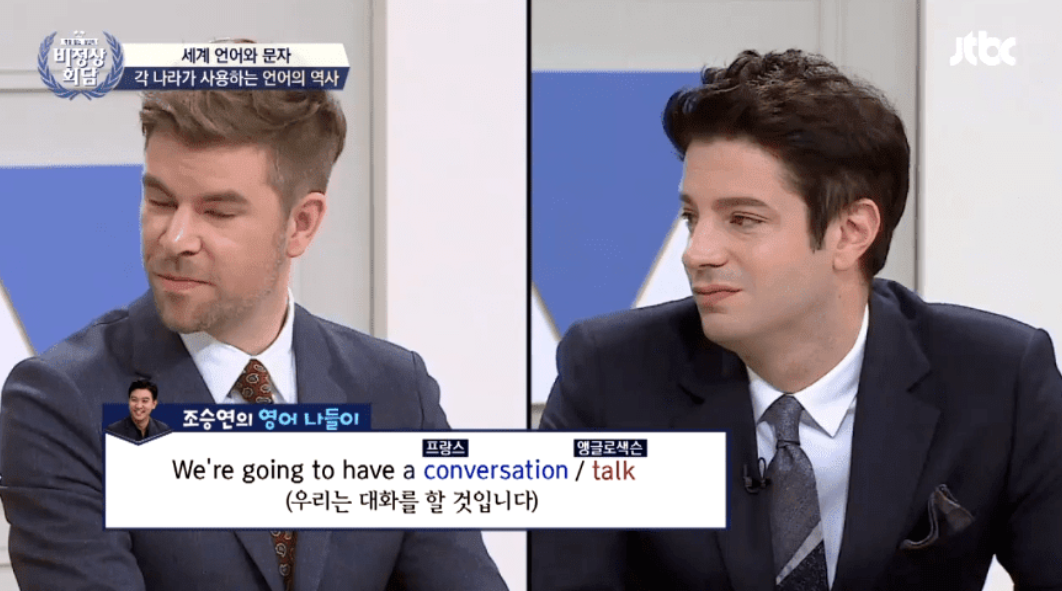 비정상
회담
세계 언어와 문자
각 나라가 사용하는 언어의 역사
jtbc
조승연의 영어 나들이
프랑스 앵글로색슨
We're going to have a conversation / talk
(우리는 대화를 할 것입니다)